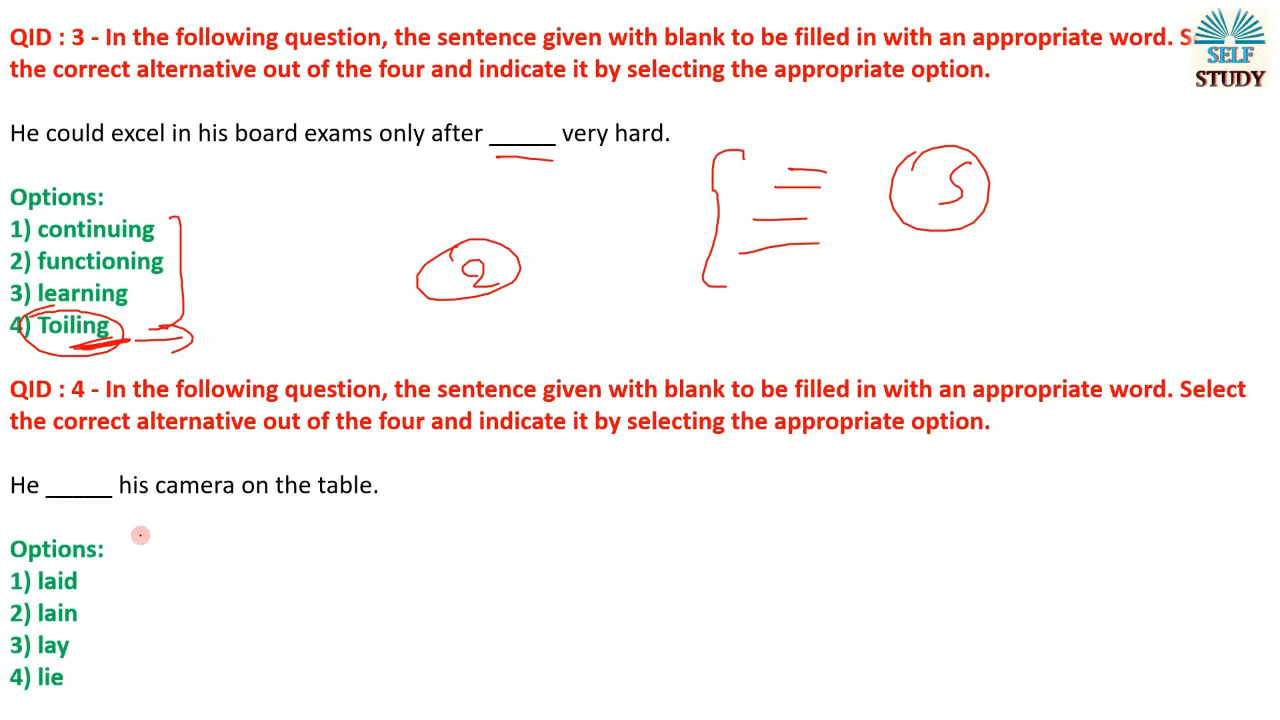 QID : 3 - In the following question, the sentence given with blank to be filled in with an appropriate word.
the correct alternative out of the four and indicate it by selecting the appropriate option.
SELF
STUDY
He could excel in his board exams only after _____ very hard.
Options:
1) continuing
2) functioning
3) learning
4) Toiling
2
5
QID : 4 - In the following question, the sentence given with blank to be filled in with an appropriate word. Select
the correct alternative out of the four and indicate it by selecting the appropriate option.
He _____ his camera on the table.
Options:
1) laid
2) lain
3) lay
4) lie